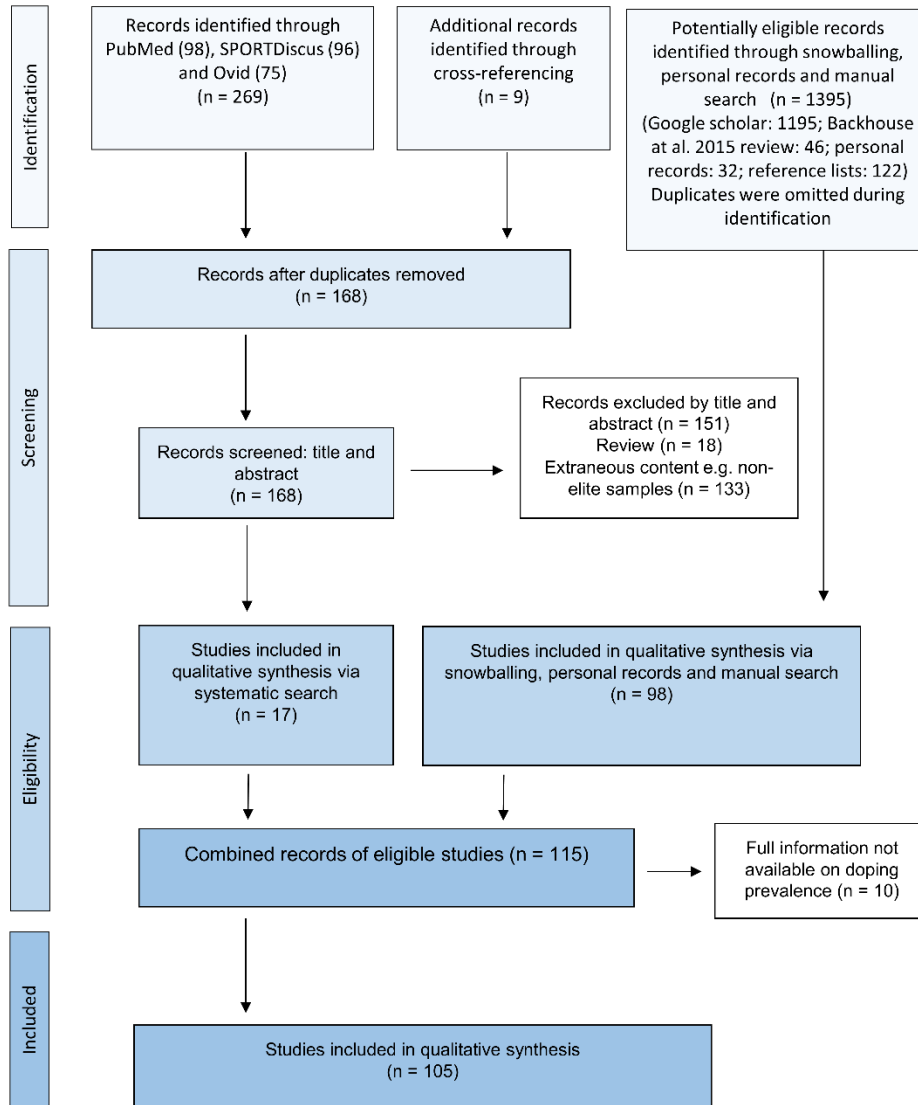 Identification
Records identified through
PubMed (98), SPORTDiscus (96)
and Ovid (75)
(n = 269)
Additional records
identified through
cross-referencing
(n = 9)
Potentially eligible records
identified through snowballing,
personal records and manual
search (n = 1395)
(Google scholar: 1195; Backhouse
at al. 2015 review: 46; personal
records: 32; reference lists: 122)
Duplicates were omitted during
identification
Screening
Records after duplicates removed
(n = 168)
Records screened: title and
abstract
(n = 168)
Records excluded by title and
abstract (n = 151)
Review (n = 18)
Extraneous content e.g. non-
elite samples (n = 133)
Eligibility
Studies included in
qualitative synthesis via
systematic search
(n = 17)
Studies included in qualitative synthesis via
snowballing, personal records and manual search
(n = 98)
Combined records of eligible studies (n = 115)
Full information not
available on doping
prevalence (n = 10)
Included
Studies included in qualitative synthesis
(n = 105)